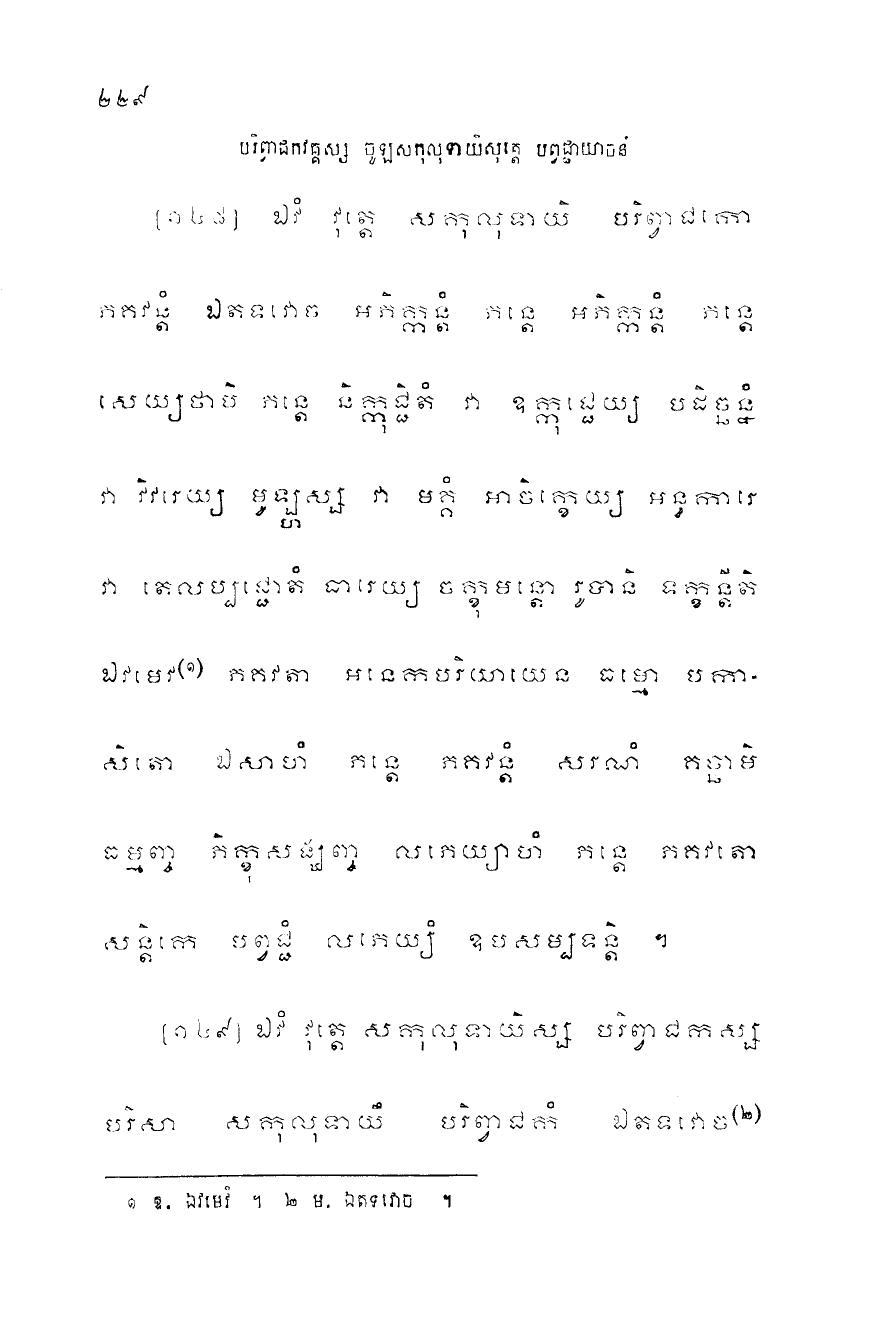 ២២៩
បរិព្វាជកវគ្គស្ស ចូឡសកុលុទាយិសុត្តេ បព្វជ្ជាយាចនំ
[១៤៨] ឯវំ វុត្តេ សកុលុទាយិ បរិព្វាជកោ
ភគវន្តំ ឯតទវោច អភិក្កន្តំ ភន្តេ អភិក្កន្តំ ភន្តេ
សេយ្យថាបិ ភន្តេ និក្កុជ្ជិតំ វា ឧក្កុជ្ជេយ្យ បដិច្ឆន្នំ
វា វិវរេយ្យ មូឡ្ហស្ស វា មគ្គំ អាចិក្ខេយ្យ អន្ធការេ
វា តេលប្បជ្ជោតំ ធារេយ្យ ចក្ខុមន្តោ រូបានិ ទក្ខន្តីតិ
ឯវមេវ(១) ភគវតា អនេកបរិយាយេន ធម្មោ បកា-
សិតោ ឯសាហំ ភន្តេ ភគវន្តំ សរណំ គច្ឆាមិ
ធម្មញ្ច ភិក្ខុសង្ឃញ្ច លភេយ្យាហំ ភន្តេ ភគវតោ
សន្តិកេ បព្វជ្ជំ លភេយ្យំ ឧបសម្បទន្តិ ។
[១៤៩] ឯវំ វុត្តេ សកុលុទាយិស្ស បរិព្វាជកស្ស
បរិសា សកុលុទាយឹ បរិព្វាជកំ ឯតទវោច(២)
១ ឱ. ឯវមេវំ ។ ២ ម. ឯតទវោច ។